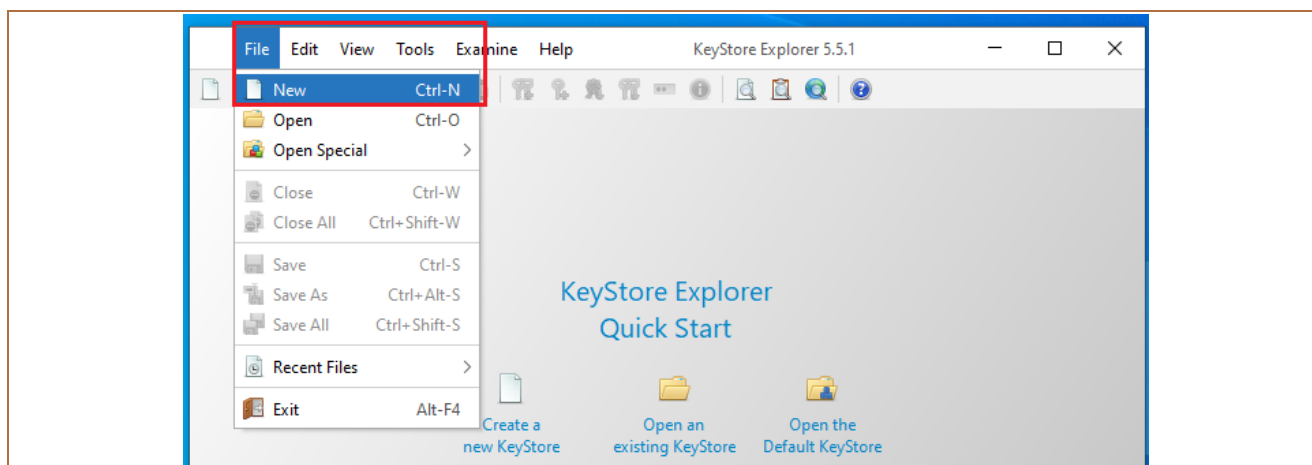 File Edit View Tools Examine Help KeyStore Explorer 5.5.1
New Ctrl-N
Open Ctrl-O
Open Special
Close Ctrl-W
Close All Ctrl+Shift-W
Save Ctrl-S
Save As Ctrl+Alt-S
Save All Ctrl+Shift-S
Recent Files
Exit Alt-F4
KeyStore Explorer
Quick Start
Create a
new KeyStore
Open an
existing KeyStore
Open the
Default KeyStore